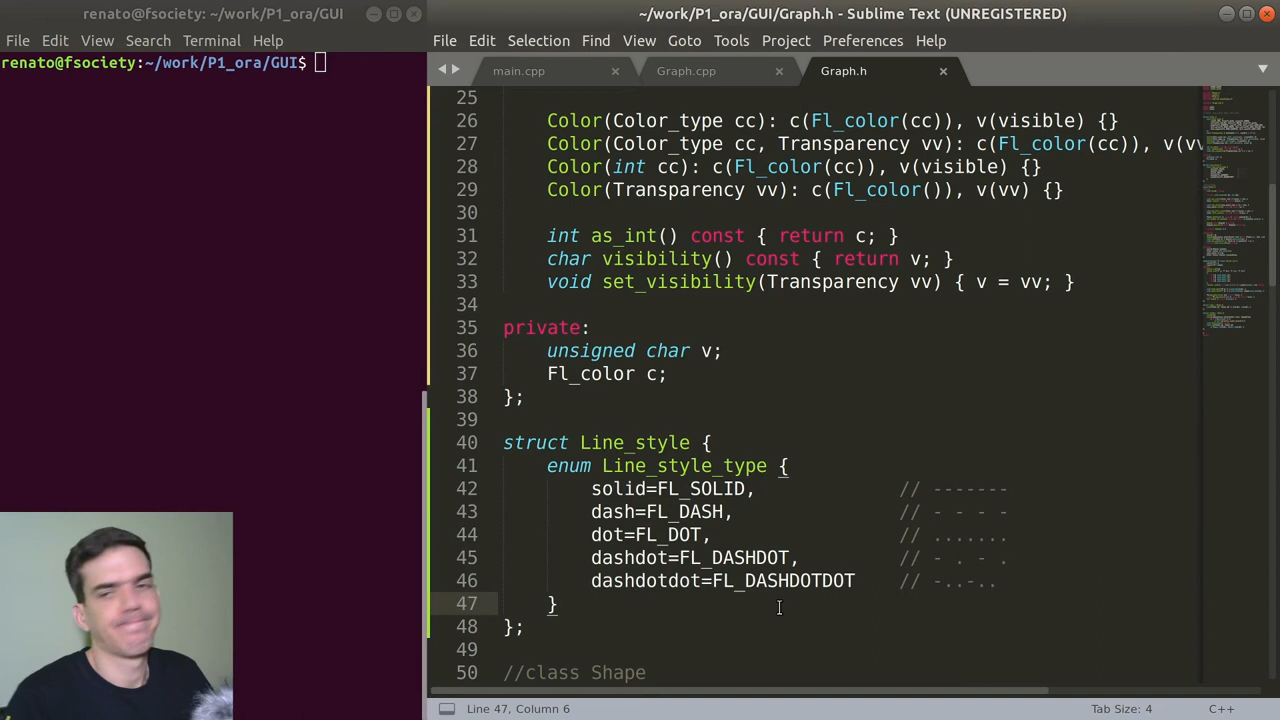 renato@fsociety: ~/work/P1_ora/GUI
File Edit View Search Terminal Help
renato@fsociety:~/work/P1_ora/GUI$
~/work/P1_ora/GUI/Graph.h - Sublime Text (UNREGISTERED)
File Edit Selection Find View Goto Tools Project Preferences Help
main.cpp Graph.cpp Graph.h
25
26 Color(Color_type cc): c(Fl_color(cc)), v(visible) {}
27 Color(Color_type cc, Transparency vv): c(Fl_color(cc)), v(vv
28 Color(int cc): c(Fl_color(cc)), v(visible) {}
29 Color(Transparency vv): c(Fl_color()), v(vv) {}
30
31 int as_int() const { return c; }
32 char visibility() const { return v; }
33 void set_visibility(Transparency vv) { v = vv; }
34
35 private:
36 unsigned char v;
37 Fl_color c;
38 };
39
40 struct Line_style {
41 enum Line_style_type {
42 solid=FL_SOLID, // -------
43 dash=FL_DASH, // - - - -
44 dot=FL_DOT, // .......
45 dashdot=FL_DASHDOT, // - . - .
46 dashdotdot=FL_DASHDOTDOT // -..-..
47 }
48 };
49
50 //class Shape
Line 47, Column 6 Tab Size: 4 C++